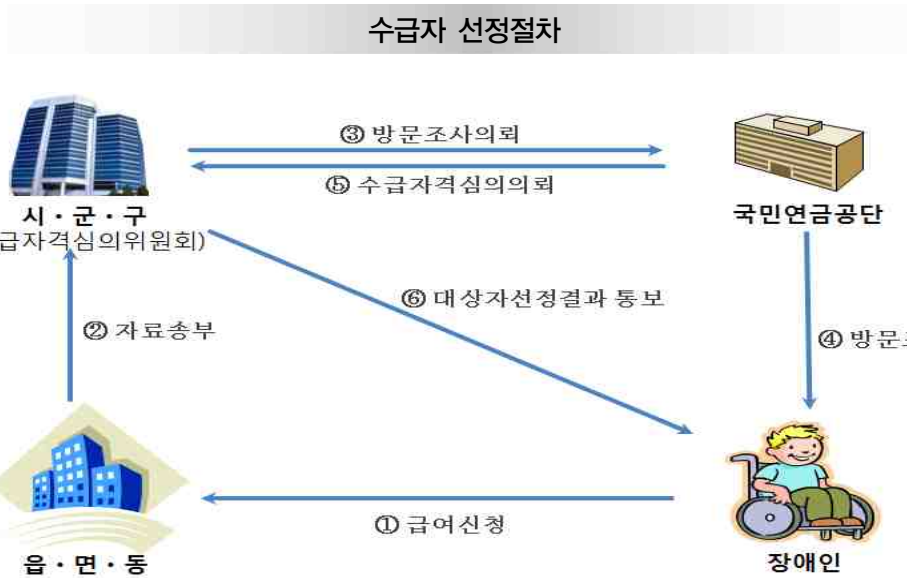 수급자 선정절차
③ 방문조사의뢰
⑤ 수급자격심의의뢰
시·군·구
급자격심의위원회)
국민연금공단
⑥ 대상자선정결과 통보
② 자료송부
④ 방문
① 급여신청
읍·면·동
장애인